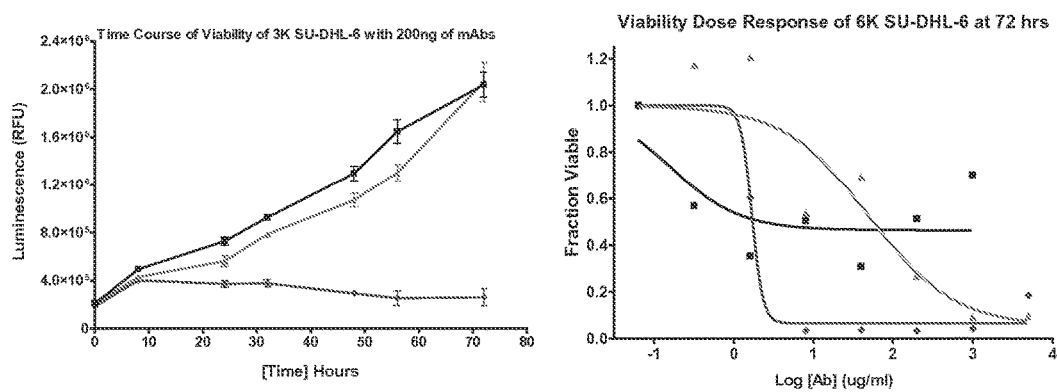 Time Course of Viability of 3K SU-DHL-6 with 200ng of mAbs
2.4×10⁶
2.0×10⁶
1.6×10⁶
1.2×10⁶
8.0×10⁵
4.0×10⁵
0
Luminescence (RFU)
0 10 20 30 40 50 60 70 80
[Time] Hours
Viability Dose Response of 6K SU-DHL-6 at 72 hrs
1.2
1.0
0.8
0.6
0.4
0.2
0.0
Fraction Viable
-1 0 1 2 3 4
Log [Ab] (ug/ml)